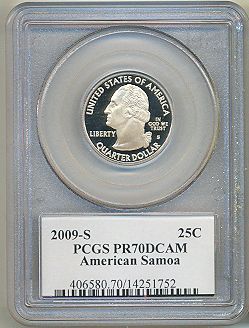 UNITED STATES OF AMERICA
LIBERTY
IN
GOD WE
TRUST
S
QUARTER DOLLAR
2009-S 25C
PCGS PR70DCAM
American Samoa
406580.70/14251752